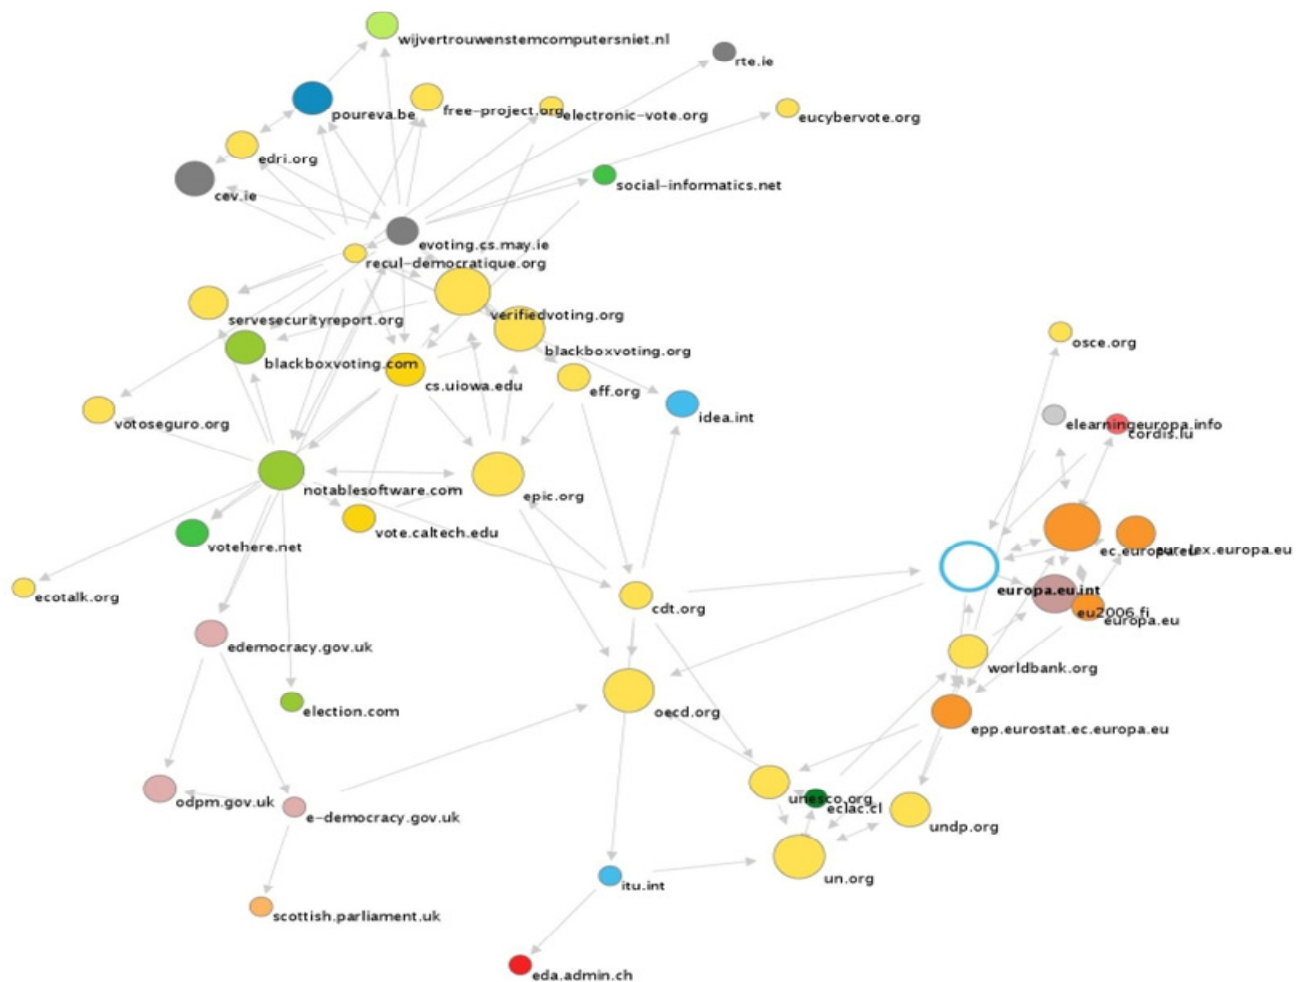 wijvertrouwenstemcomputersniet.nl
rte.ie
poureva.be
free-project.org
electronic-vote.org
eucybervote.org
edri.org
social-informatics.net
cev.ie
evoting.cs.may.ie
recul-democratique.org
servesecurityreport.org
verifiedvoting.org
blackboxvoting.org
blackboxvoting.com
cs.uiowa.edu
eff.org
idea.int
osce.org
votoseguro.org
elearningeuropa.info
cordis.lu
notablesoftware.com
epic.org
vote.caltech.edu
votehere.net
ec.europa.eu
eur-lex.europa.eu
europa.eu.int
ecotalk.org
cdt.org
eu2006.fi
europa.eu
edemocracy.gov.uk
worldbank.org
election.com
oecd.org
epp.eurostat.ec.europa.eu
odpm.gov.uk
e-democracy.gov.uk
unesco.org
eclac.cl
undp.org
un.org
itu.int
scottish.parliament.uk
eda.admin.ch